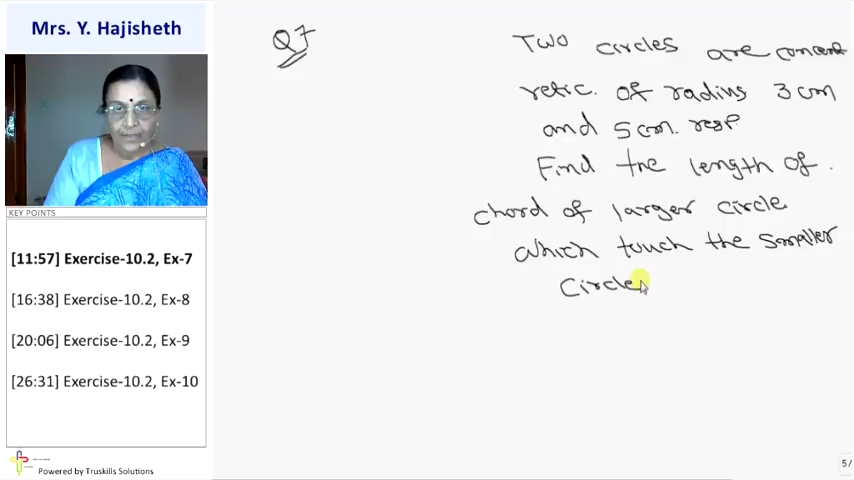 Mrs. Y. Hajisheth
KEY POINTS
[11:57] Exercise-10.2, Ex-7
[16:38] Exercise-10.2, Ex-8
[20:06] Exercise-10.2, Ex-9
[26:31] Exercise-10.2, Ex-10
Powered by Truskills Solutions
Q7
Two circles are
retic. of radius 3 cm
and 5 cm. resp
Find the length of.
chord of larger circle
which touch the smaller
Circle
5/